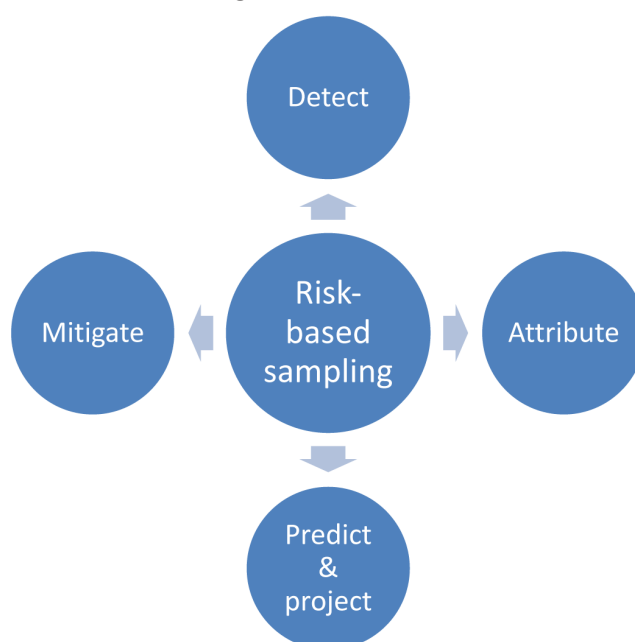 Detect
Mitigate
Risk-
based
sampling
Attribute
Predict
&
project